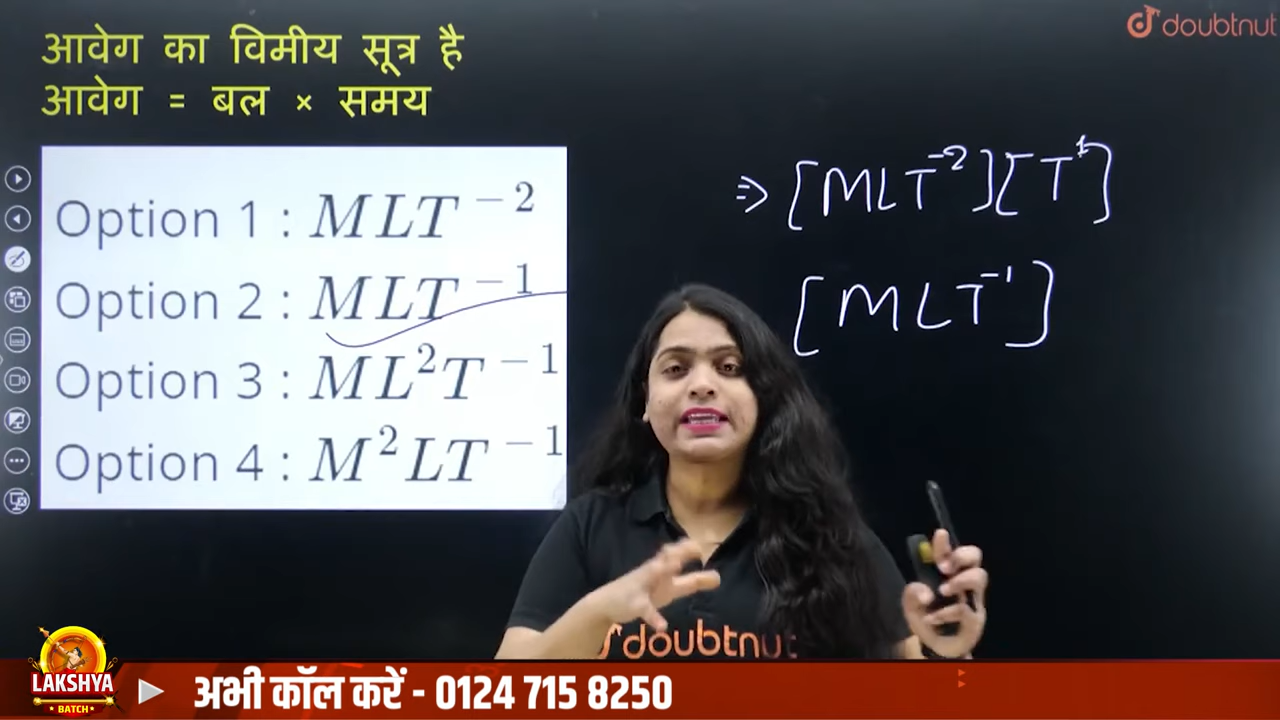 आवेग का विमीय सूत्र है
आवेग = बल × समय
doubtnut
Option 1 : MLT⁻²
Option 2 : MLT⁻¹
Option 3 : ML²T⁻¹
Option 4 : M²LT⁻¹
⇒ [MLT⁻²][T¹]
[MLT⁻¹]
doubtnut
LAKSHYA
BATCH
अभी कॉल करें - 0124 715 8250